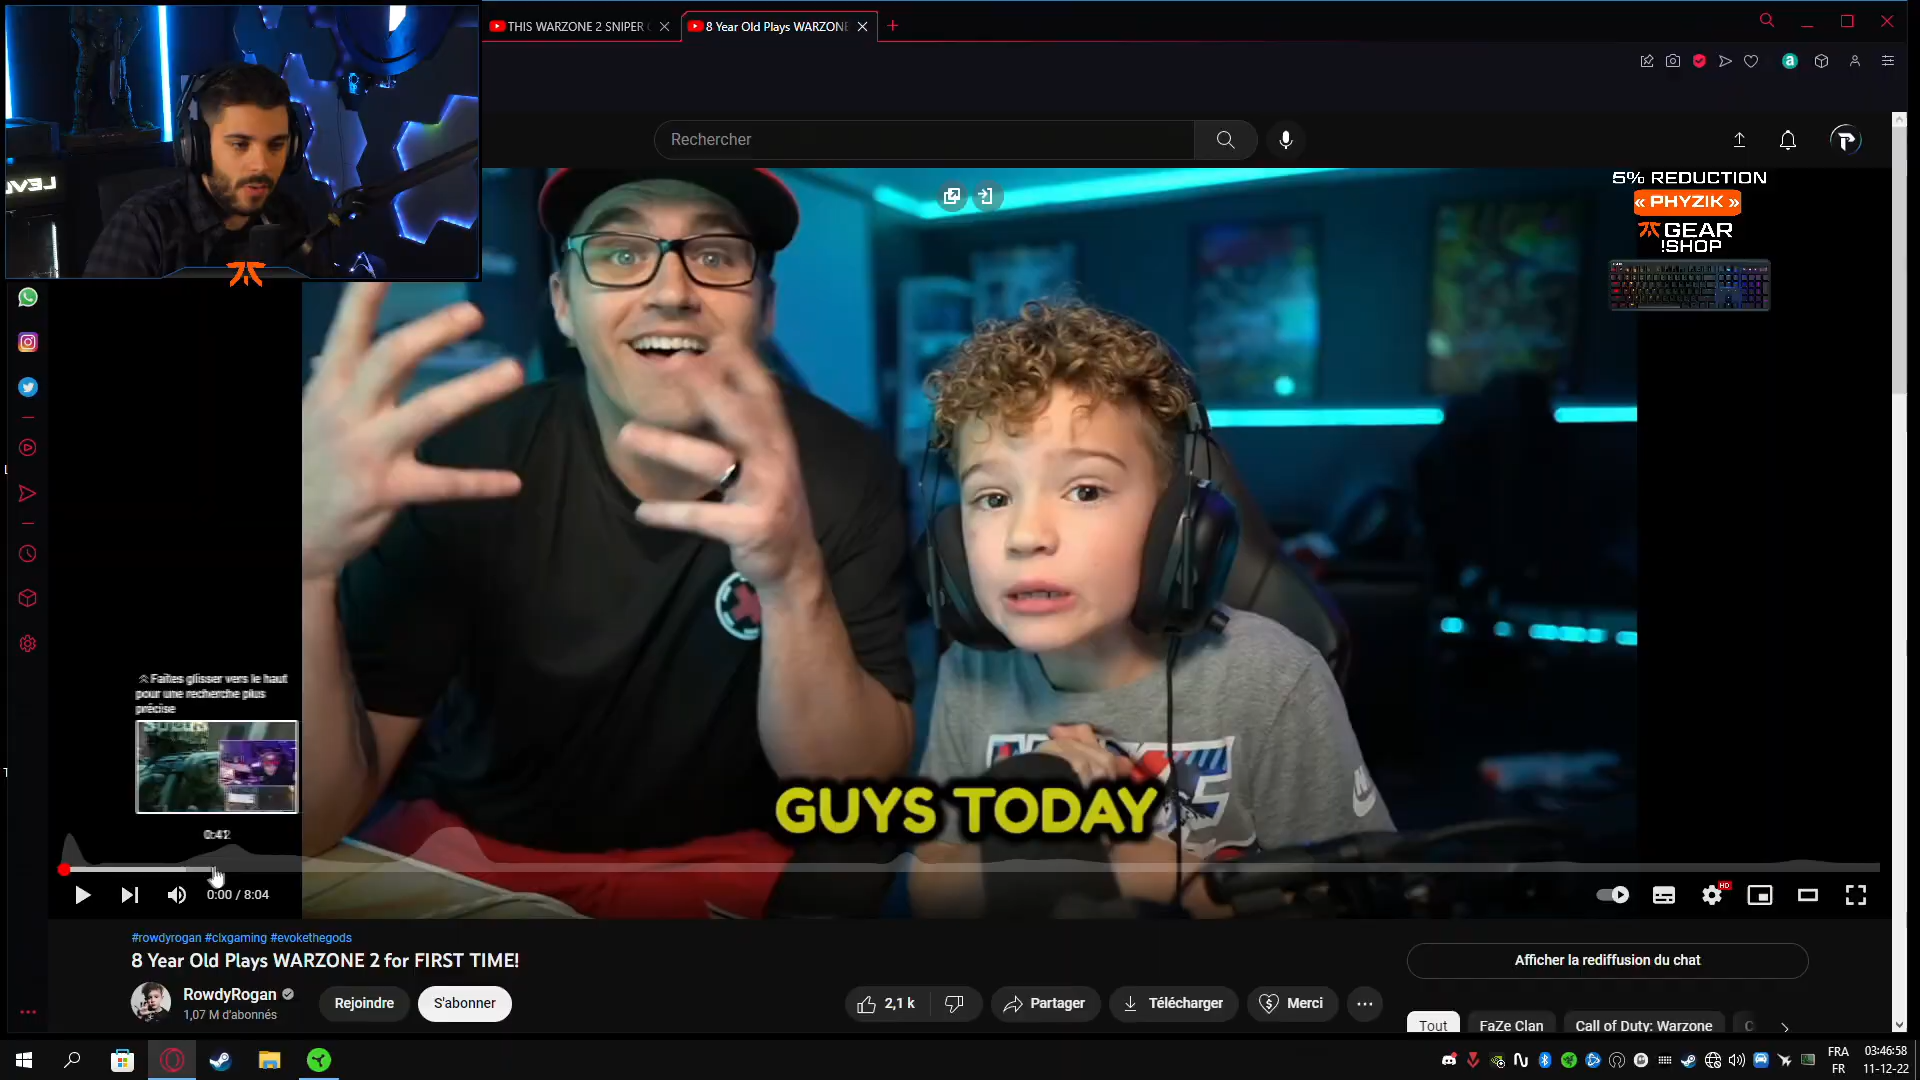 THIS WARZONE 2 SNIPER
8 Year Old Plays WARZONE
Rechercher
5% REDUCTION
« PHYZIK »
GEAR
!SHOP
Faites glisser vers le haut
pour une recherche plus
précise
0:42
GUYS TODAY
0:00 / 8:04
HD
#rowdyrogan #clxgaming #evokethegods
8 Year Old Plays WARZONE 2 for FIRST TIME!
RowdyRogan
1,07 M d'abonnés
Rejoindre
S'abonner
2,1 k
Partager
Télécharger
Merci
Afficher la rediffusion du chat
Tout
FaZe Clan
Call of Duty: Warzone
FRA
FR
03:46:58
11-12-22